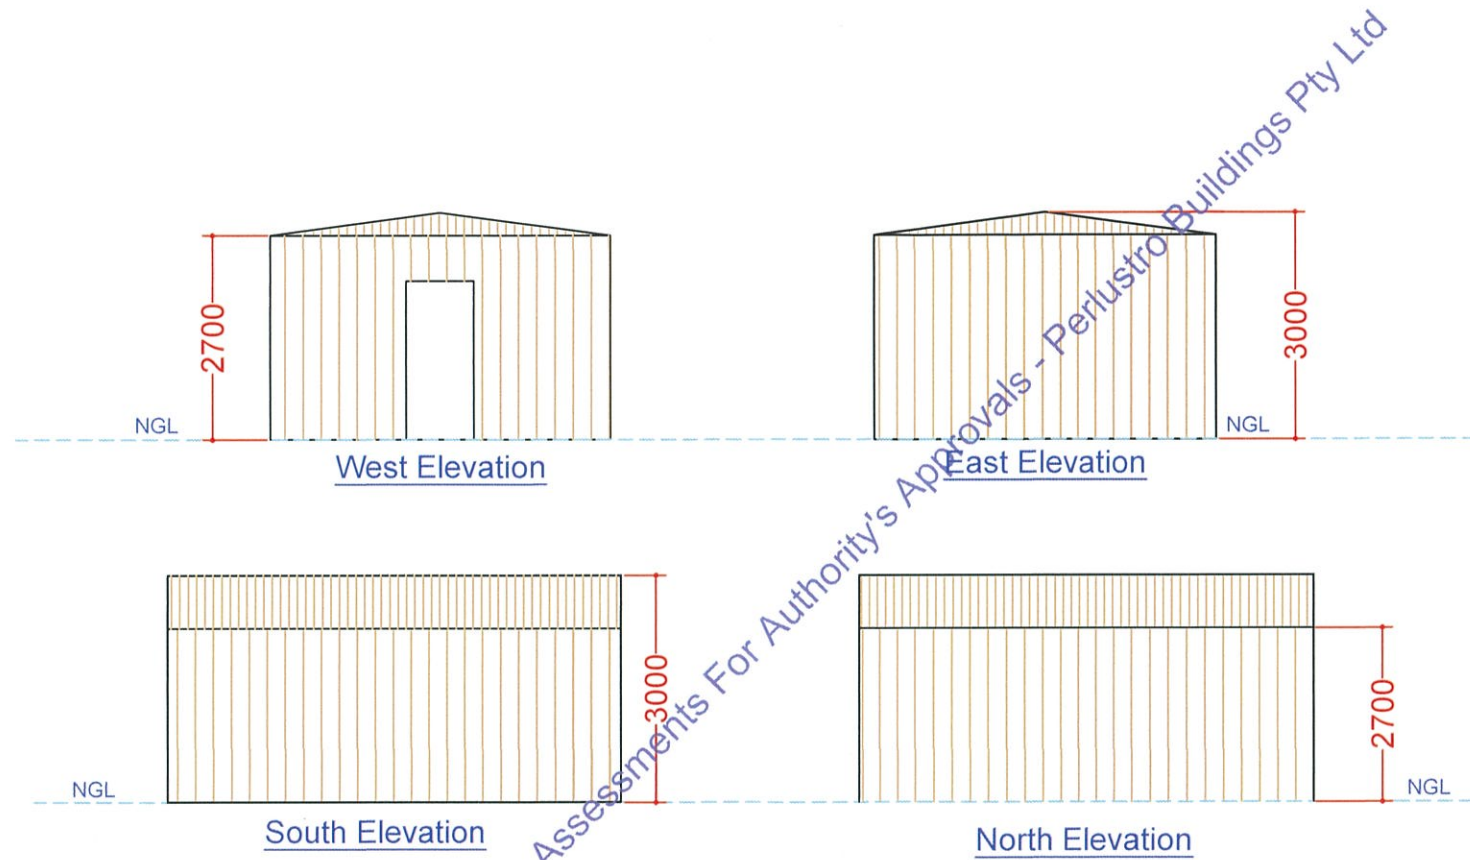 2700
NGL
West Elevation
3000
NGL
East Elevation
3000
NGL
South Elevation
2700
NGL
North Elevation
Assessments For Authority's Approvals - Perlustro Buildings Pty Ltd